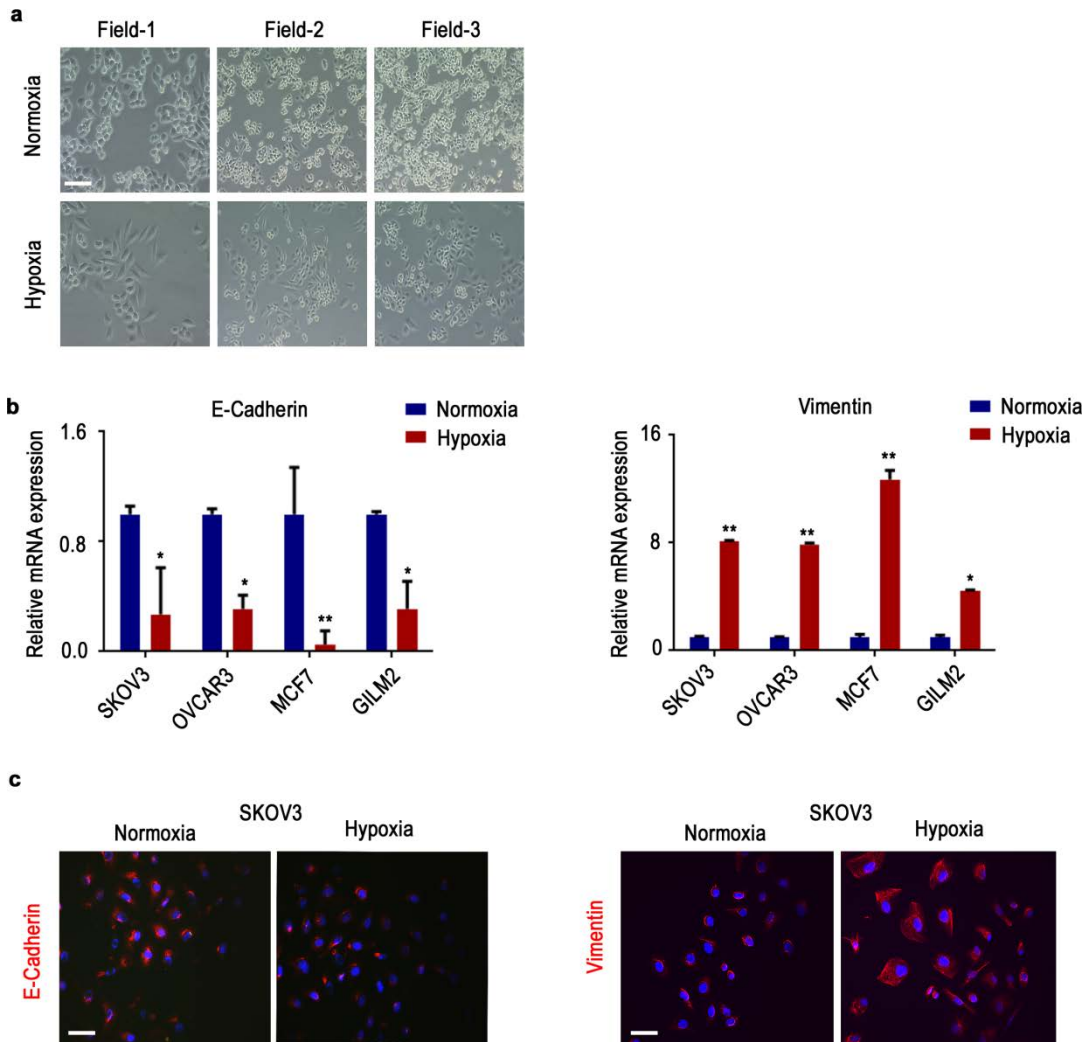 a
Field-1 Field-2 Field-3
Normoxia
Hypoxia
b
E-Cadherin
Normoxia
Hypoxia
Relative mRNA expression
1.6
0.8
0.0
* * ** *
SKOV3 OVCAR3 MCF7 GILM2
Vimentin
Normoxia
Hypoxia
Relative mRNA expression
16
8
0
** ** ** *
SKOV3 OVCAR3 MCF7 GILM2
c
SKOV3
Normoxia Hypoxia
E-Cadherin
SKOV3
Normoxia Hypoxia
Vimentin